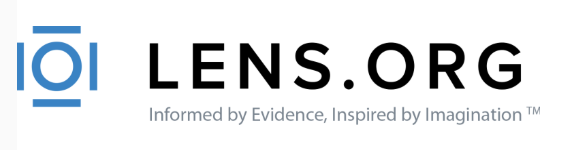 LENS.ORG
Informed by Evidence, Inspired by Imagination ™